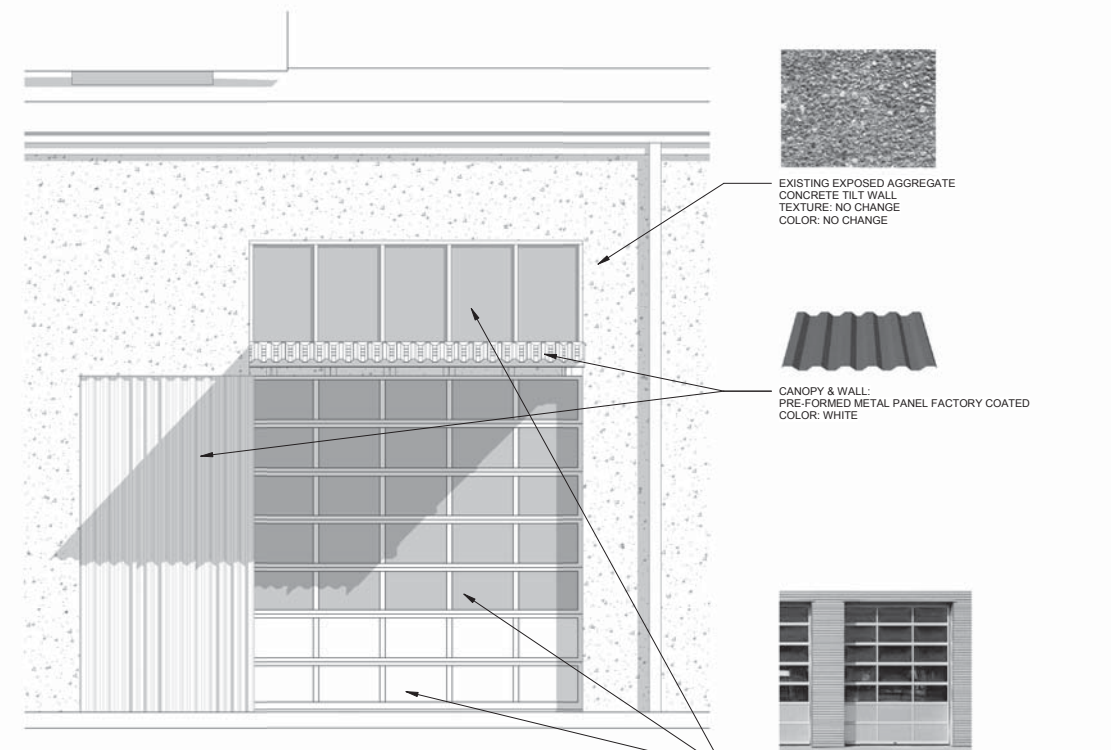 EXISTING EXPOSED AGGREGATE
CONCRETE TILT WALL
TEXTURE: NO CHANGE
COLOR: NO CHANGE
CANOPY & WALL:
PRE-FORMED METAL PANEL FACTORY COATED
COLOR: WHITE